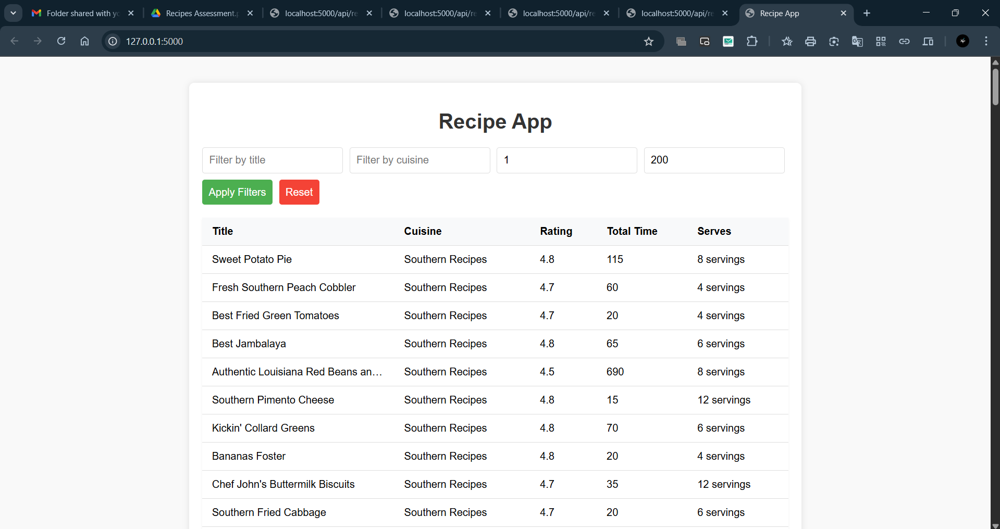 Folder shared with yo
Recipes Assessment.p
localhost:5000/api/re
localhost:5000/api/re
localhost:5000/api/re
localhost:5000/api/re
Recipe App
127.0.0.1:5000
Recipe App
Filter by title Filter by cuisine 1 200
Apply Filters Reset
Title Cuisine Rating Total Time Serves
Sweet Potato Pie Southern Recipes 4.8 115 8 servings
Fresh Southern Peach Cobbler Southern Recipes 4.7 60 4 servings
Best Fried Green Tomatoes Southern Recipes 4.7 20 4 servings
Best Jambalaya Southern Recipes 4.8 65 6 servings
Authentic Louisiana Red Beans an... Southern Recipes 4.5 690 8 servings
Southern Pimento Cheese Southern Recipes 4.8 15 12 servings
Kickin' Collard Greens Southern Recipes 4.8 70 6 servings
Bananas Foster Southern Recipes 4.8 20 4 servings
Chef John's Buttermilk Biscuits Southern Recipes 4.7 35 12 servings
Southern Fried Cabbage Southern Recipes 4.7 20 6 servings